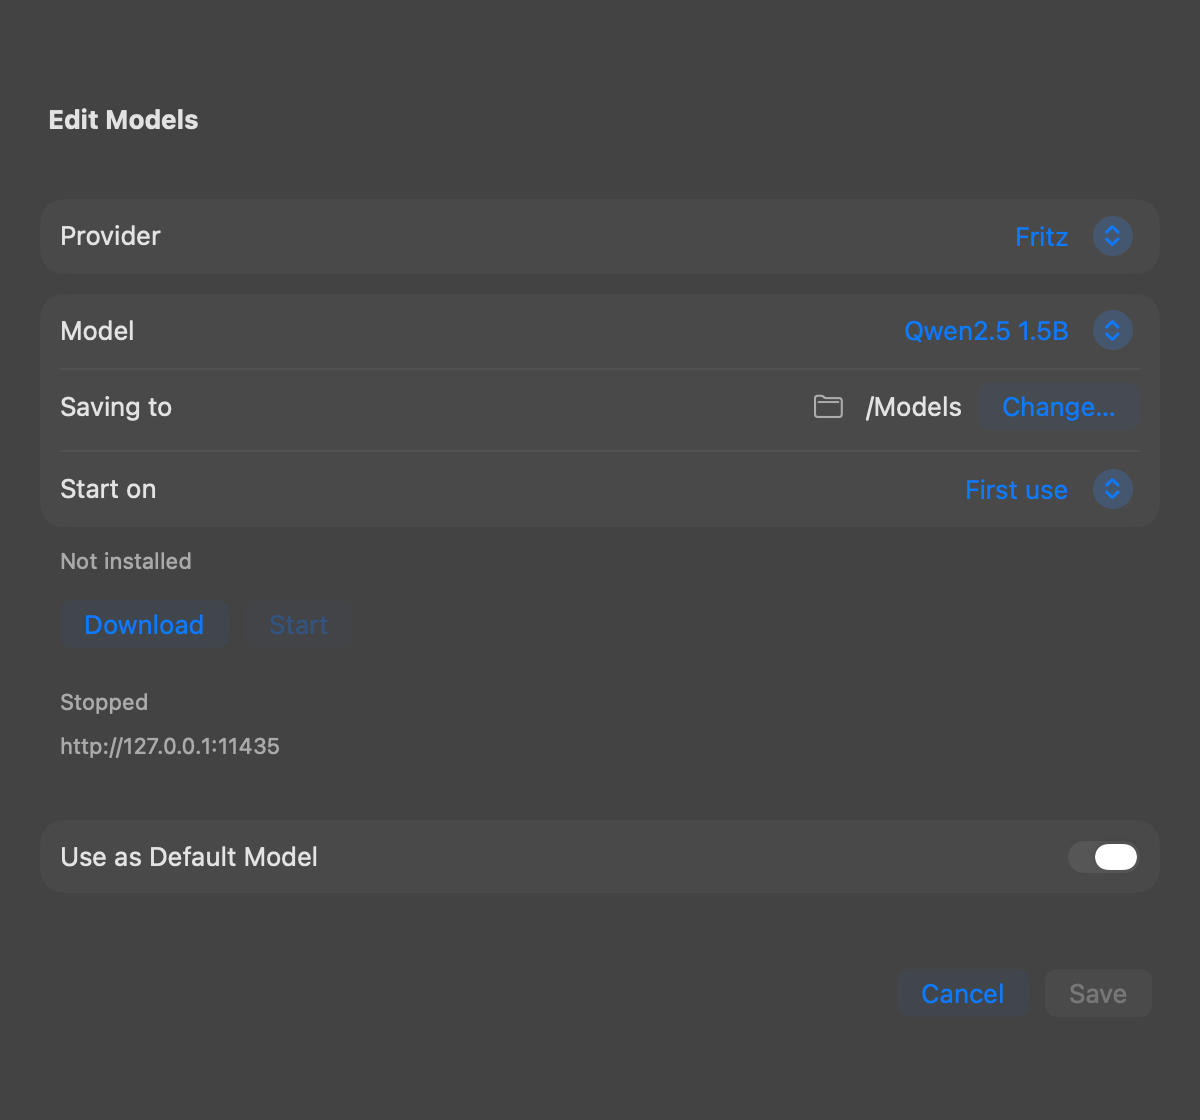 Edit Models
Provider Fritz
Model Qwen2.5 1.5B
Saving to /Models Change...
Start on First use
Not installed
Download Start
Stopped
http://127.0.0.1:11435
Use as Default Model
Cancel Save